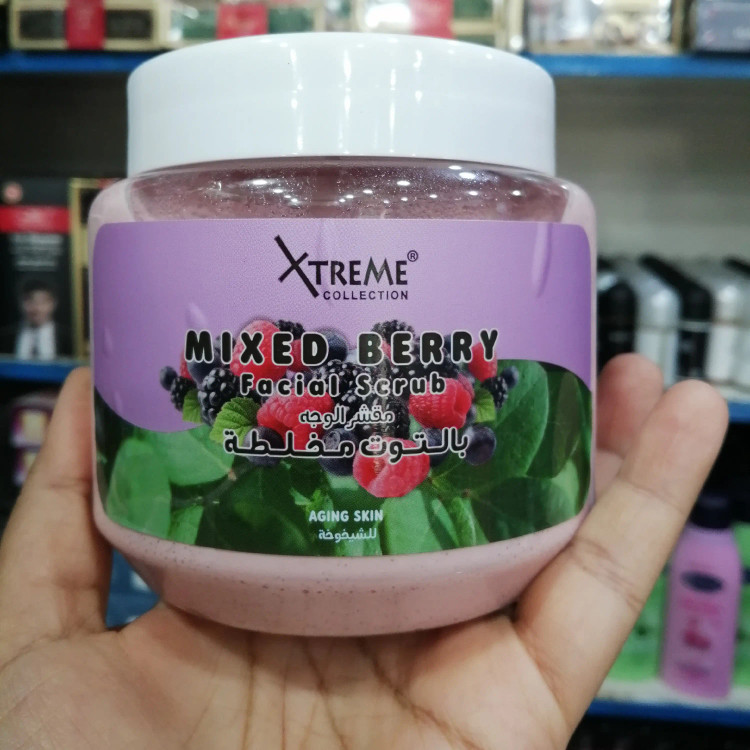 XTREME®
COLLECTION
MIXED BERRY
Facial Scrub
مقشر الوجه
بالتوت مخلطة
AGING SKIN
للشيخوخة